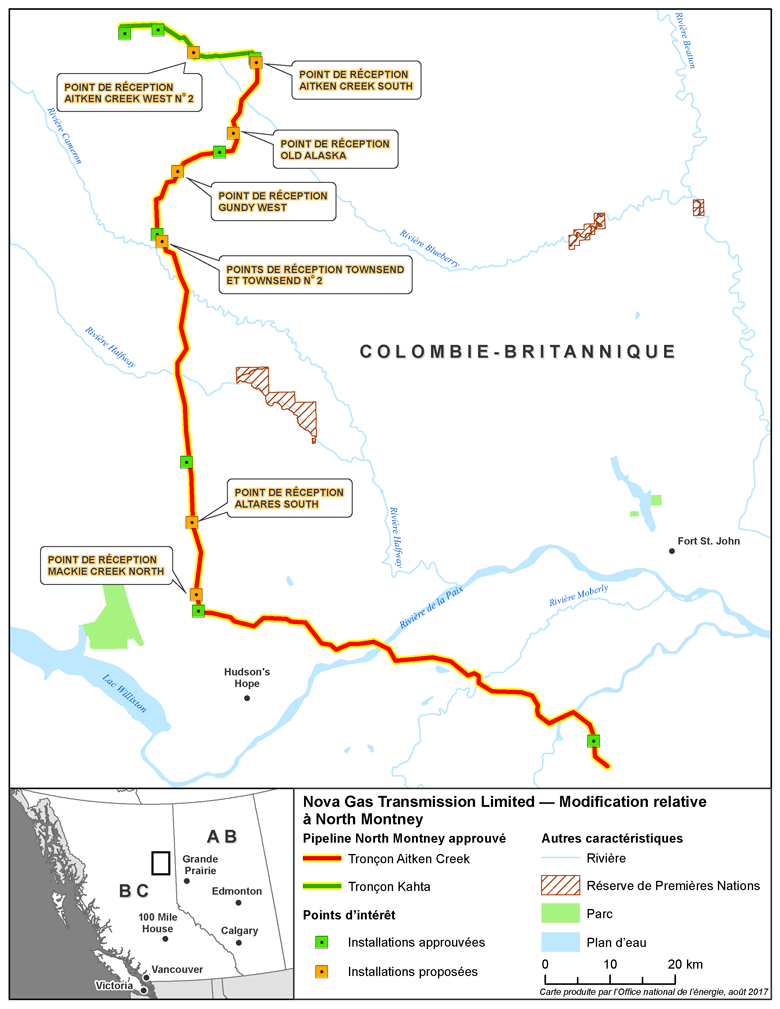 Rivière Beatton
POINT DE RÉCEPTION
AITKEN CREEK WEST N° 2
POINT DE RÉCEPTION
AITKEN CREEK SOUTH
Rivière Cameron
POINT DE RÉCEPTION
OLD ALASKA
POINT DE RÉCEPTION
GUNDY WEST
Rivière Blueberry
POINTS DE RÉCEPTION TOWNSEND
ET TOWNSEND N° 2
Rivière Halfway
COLOMBIE-BRITANNIQUE
POINT DE RÉCEPTION
ALTARES SOUTH
Rivière Halfway
Fort St. John
POINT DE RÉCEPTION
MACKIE CREEK NORTH
Rivière de la Paix
Rivière Moberly
Hudson's
Hope
Lac Williston
A B
B C
Grande
Prairie
Edmonton
100 Mile
House
Calgary
Vancouver
Victoria
Nova Gas Transmission Limited — Modification relative
à North Montney
Pipeline North Montney approuvé
Tronçon Aitken Creek
Tronçon Kahta
Points d'intérêt
Installations approuvées
Installations proposées
Autres caractéristiques
Rivière
Réserve de Premières Nations
Parc
Plan d'eau
0 10 20 km
Carte produite par l'Office national de l'énergie, août 2017